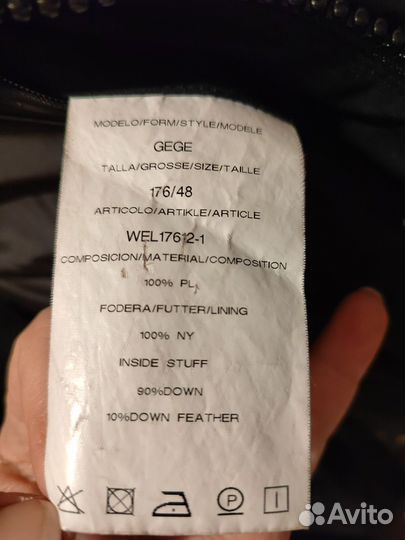 MODELO/FORM/STYLE/MODELE
GEGE
TALLA/GROSSE/SIZE/TAILLE
176/48
ARTICOLO/ARTIKLE/ARTICLE
WEL17612-1
COMPOSICION/MATERIAL/COMPOSITION
100% PL
FODERA/FUTTER/LINING
100% NY
INSIDE STUFF
90%DOWN
10%DOWN FEATHER
P
Avito